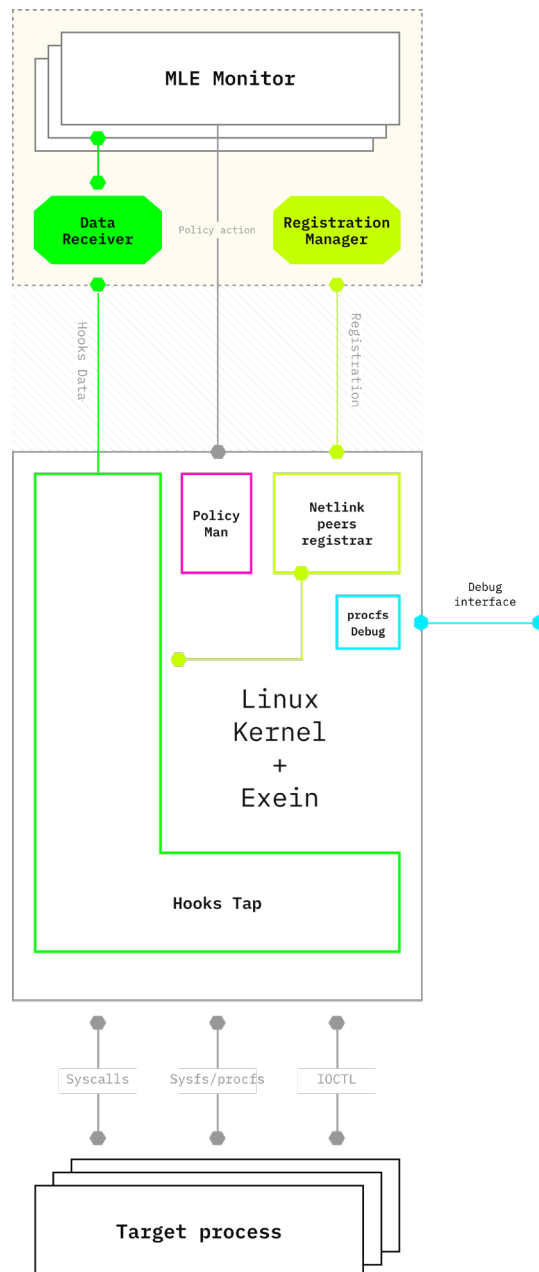 MLE Monitor
Data
Receiver
Policy action
Registration
Manager
Hooks Data
Registration
Policy
Man
Netlink
peers
registrar
procfs
Debug
Debug
interface
Linux
Kernel
+
Exein
Hooks Tap
Syscalls
Sysfs/procfs
IOCTL
Target process